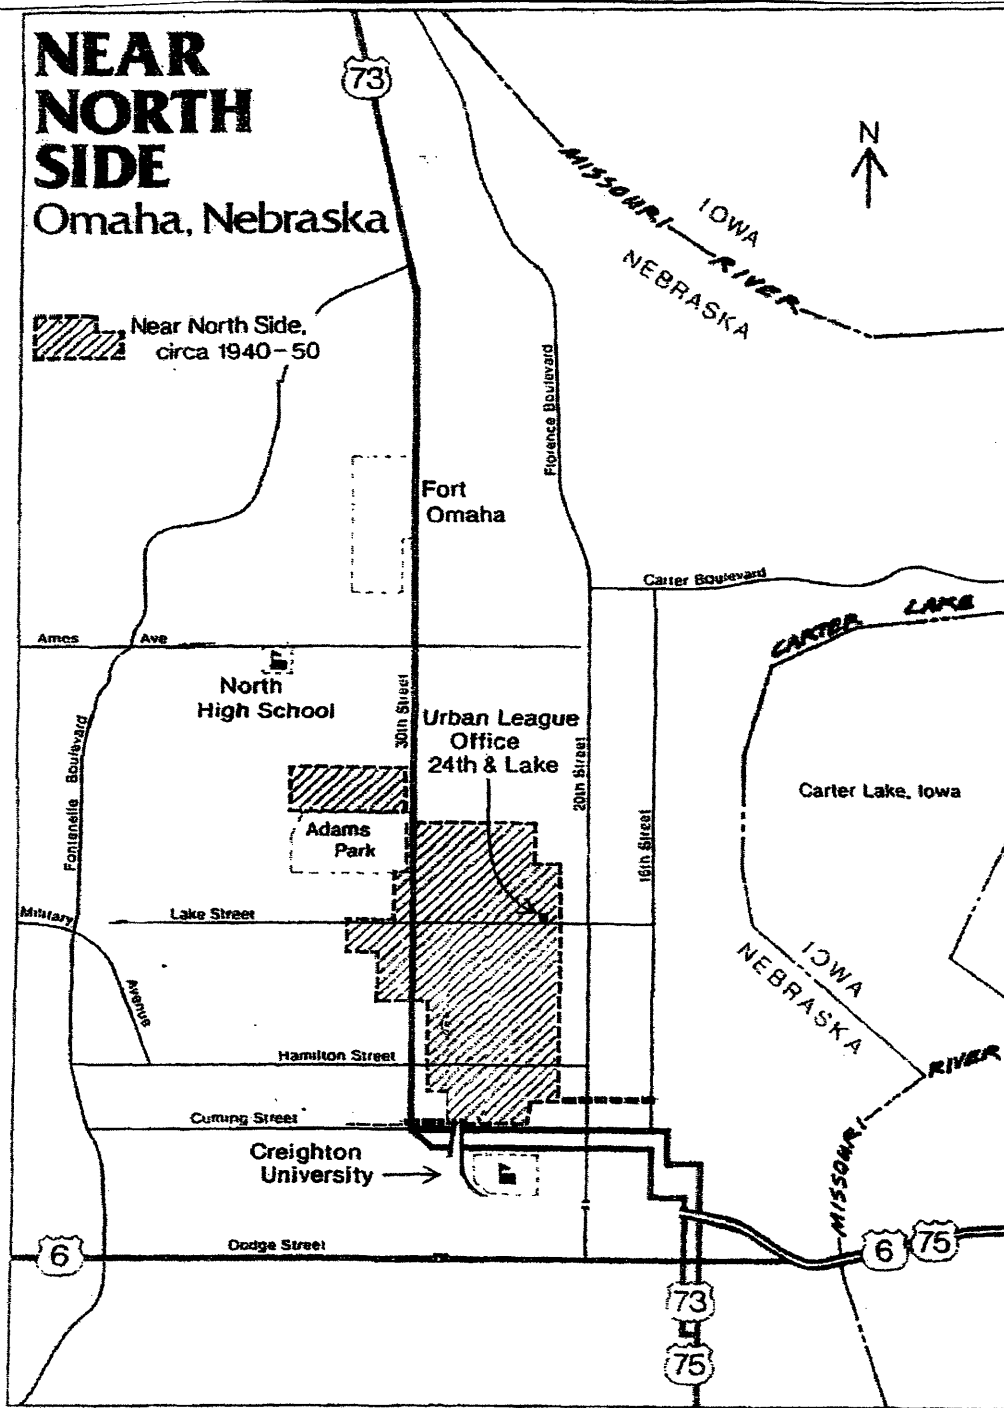 NEAR
NORTH
SIDE
Omaha, Nebraska
73
N
MISSOURI
RIVER
IOWA
NEBRASKA
Near North Side,
circa 1940-50
Florence Boulevard
Fort
Omaha
Carter Boulevard
CARTER LAKE
Ames Ave
North
High School
30th Street
Urban League
Office
24th & Lake
20th Street
Fontenelle Boulevard
Carter Lake, Iowa
Adams
Park
16th Street
Military
Avenue
Lake Street
IOWA
NEBRASKA
Hamilton Street
RIVER
MISSOURI
Cuming Street
Creighton
University
Dodge Street
6
6
75
73
75